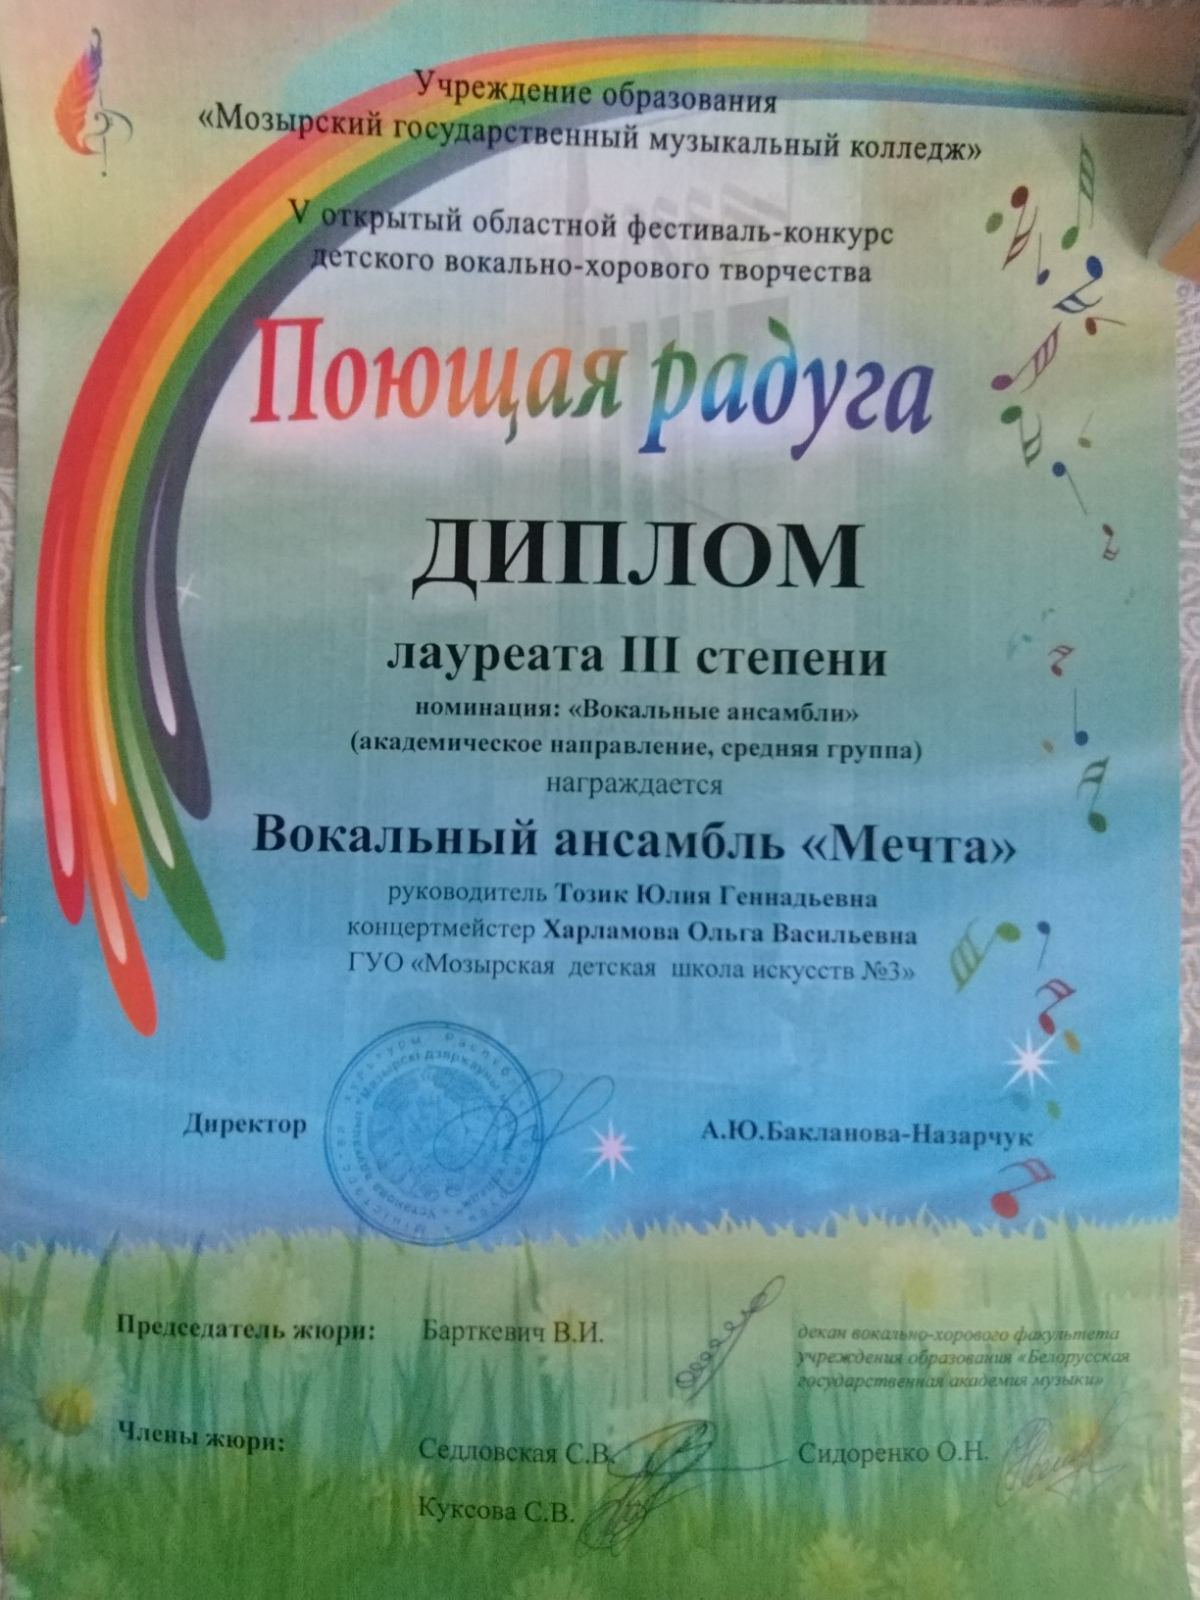 Учреждение образования
«Мозырский государственный музыкальный колледж»
V открытый областной фестиваль-конкурс
детского вокально-хорового творчества
Поющая радуга
ДИПЛОМ
лауреата III степени
номинация: «Вокальные ансамбли»
(академическое направление, средняя группа)
награждается
Вокальный ансамбль «Мечта»
руководитель Тозик Юлия Геннадьевна
концертмейстер Харламова Ольга Васильевна
ГУО «Мозырская детская школа искусств №3»
Директор А.Ю.Бакланова-Назарчук
Председатель жюри: Барткевич В.И. декан вокально-хорового факультета
учреждения образования «Белорусская
государственная академия музыки»
Члены жюри: Седловская С.В. Сидоренко О.Н.
Куксова С.В.